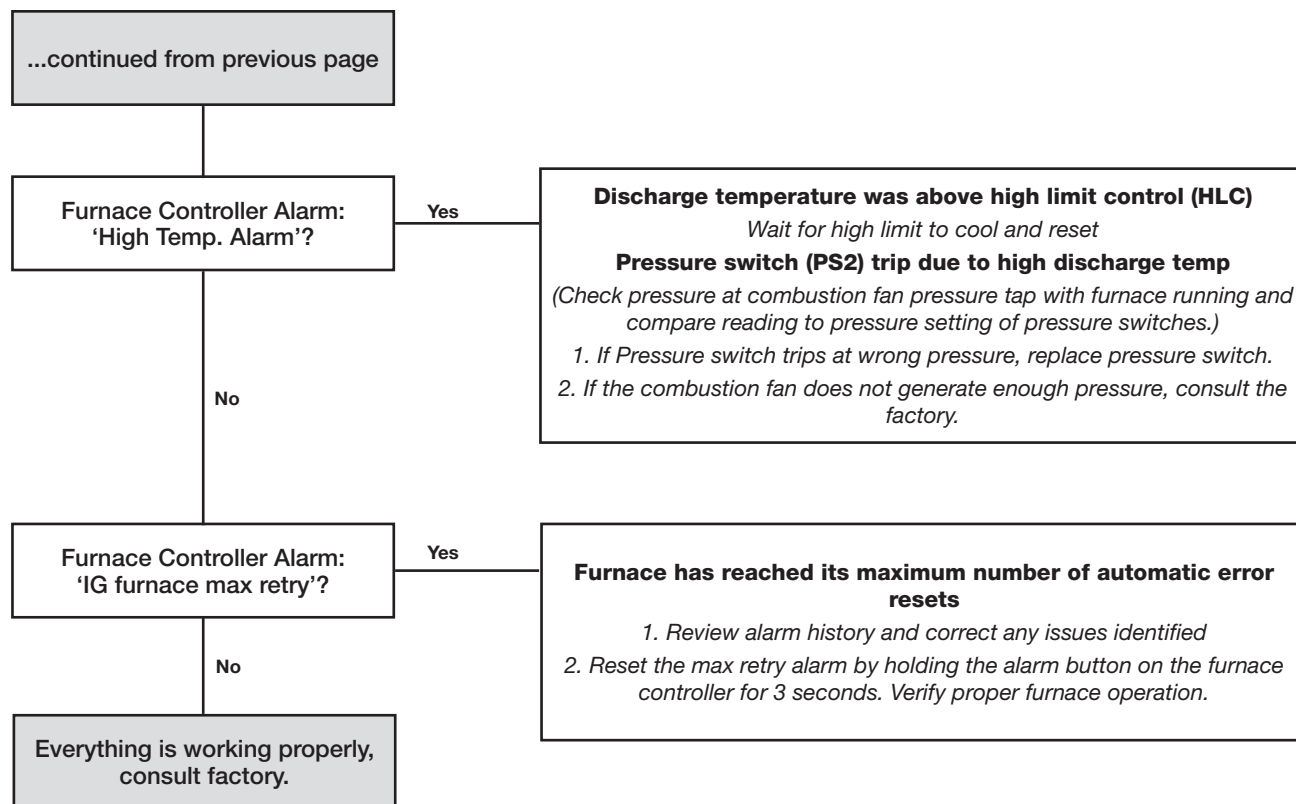 ...continued from previous page
Furnace Controller Alarm:
‘High Temp. Alarm’?
Yes
Discharge temperature was above high limit control (HLC)
Wait for high limit to cool and reset
Pressure switch (PS2) trip due to high discharge temp
(Check pressure at combustion fan pressure tap with furnace running and
compare reading to pressure setting of pressure switches.)
1. If Pressure switch trips at wrong pressure, replace pressure switch.
2. If the combustion fan does not generate enough pressure, consult the
factory.
No
Furnace Controller Alarm:
‘IG furnace max retry’?
Yes
Furnace has reached its maximum number of automatic error
resets
1. Review alarm history and correct any issues identified
2. Reset the max retry alarm by holding the alarm button on the furnace
controller for 3 seconds. Verify proper furnace operation.
No
Everything is working properly,
consult factory.